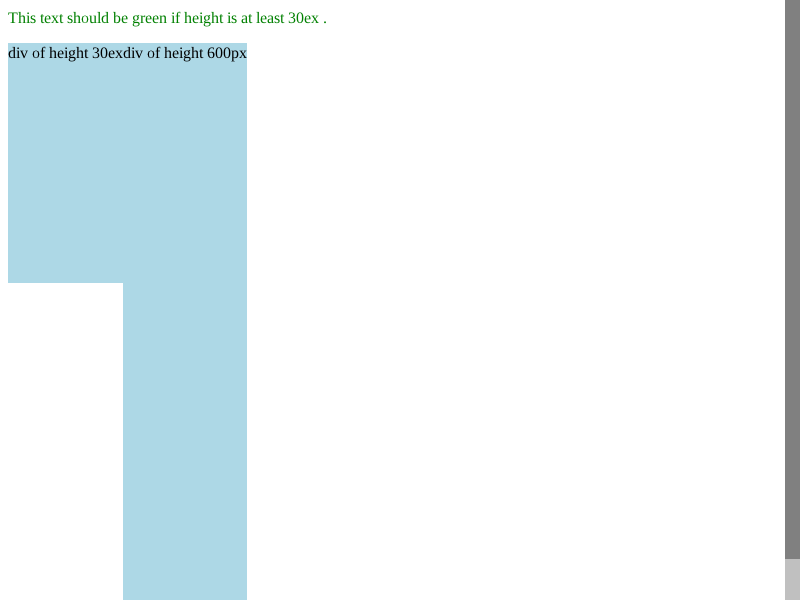 This text should be green if height is at least 30ex .
div of height 30exdiv of height 600px